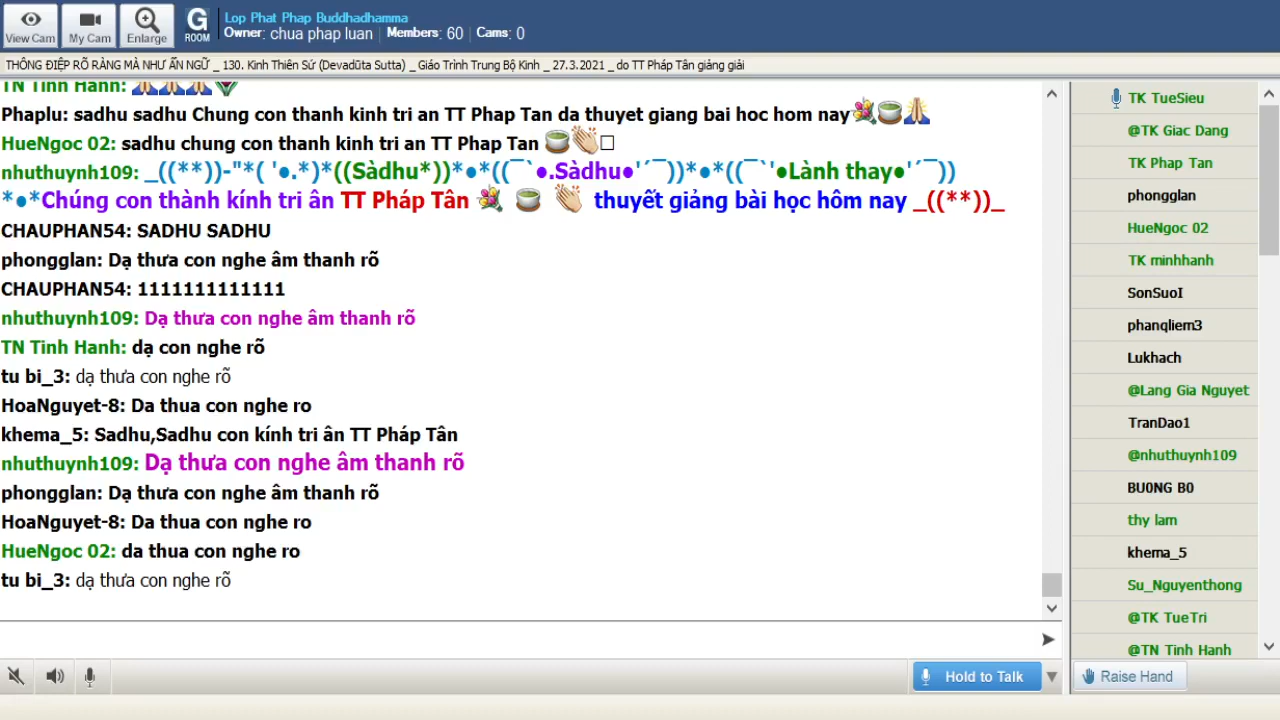 View Cam
My Cam
Enlarge
G
ROOM
Lop Phat Phap Buddhadhamma
Owner: chua phap luan | Members: 60 | Cams: 0
THÔNG ĐIỆP RÕ RÀNG MÀ NHƯ ẨN NGỮ _ 130. Kinh Thiên Sứ (Devadūta Sutta) _ Giáo Trình Trung Bộ Kinh _ 27.3.2021 _ do TT Pháp Tân giảng giải
TN Tinh Hanh: 🙏🙏🙏
Phaplu: sadhu sadhu Chung con thanh kinh tri an TT Phap Tan da thuyet giang bai hoc hom nay💐🍵🙏
HueNgoc 02: sadhu chung con thanh kinh tri an TT Phap Tan 🍵👏□
nhuthuynh109: _((**))-"*( '●.*)*((Sàdhu*))*●*((¯`●.Sàdhu●'´¯))*●*((¯`'●Lành thay●'´¯))
*●*Chúng con thành kính tri ân TT Pháp Tân 💐 🍵 👏 thuyết giảng bài học hôm nay _((**))_
CHAUPHAN54: SADHU SADHU
phongglan: Dạ thưa con nghe âm thanh rõ
CHAUPHAN54: 1111111111111
nhuthuynh109: Dạ thưa con nghe âm thanh rõ
TN Tinh Hanh: dạ con nghe rõ
tu bi_3: dạ thưa con nghe rõ
HoaNguyet-8: Da thua con nghe ro
khema_5: Sadhu,Sadhu con kính tri ân TT Pháp Tân
nhuthuynh109: Dạ thưa con nghe âm thanh rõ
phongglan: Dạ thưa con nghe âm thanh rõ
HoaNguyet-8: Da thua con nghe ro
HueNgoc 02: da thua con nghe ro
tu bi_3: dạ thưa con nghe rõ
TK TueSieu
@TK Giac Dang
TK Phap Tan
phongglan
HueNgoc 02
TK minhhanh
SonSuoI
phanqliem3
Lukhach
@Lang Gia Nguyet
TranDao1
@nhuthuynh109
BU0NG B0
thy lam
khema_5
Su_Nguyenthong
@TK TueTri
@TN Tinh Hanh
Hold to Talk
Raise Hand